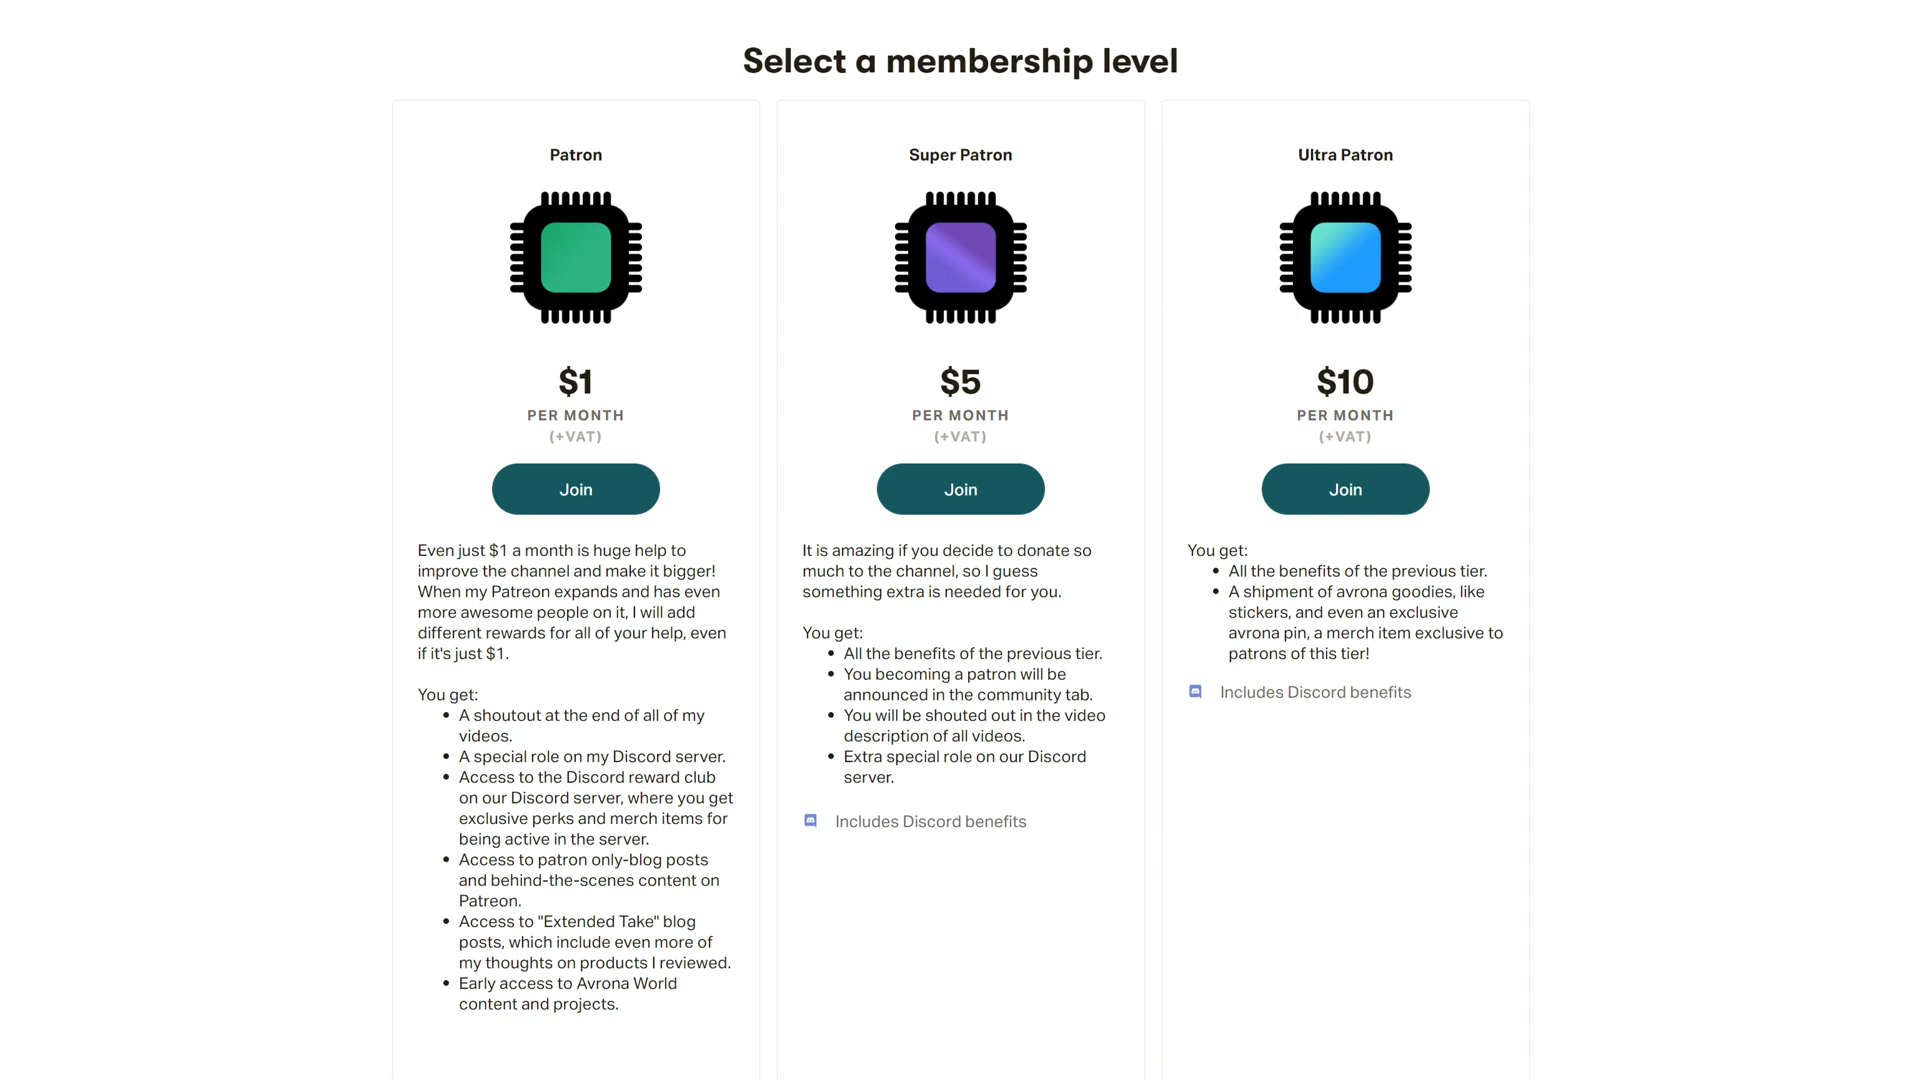 Select a membership level
Patron
$1
PER MONTH
(+VAT)
Join
Even just $1 a month is huge help to
improve the channel and make it bigger!
When my Patreon expands and has even
more awesome people on it, I will add
different rewards for all of your help, even
if it's just $1.
You get:
• A shoutout at the end of all of my
videos.
• A special role on my Discord server.
• Access to the Discord reward club
on our Discord server, where you get
exclusive perks and merch items for
being active in the server.
• Access to patron only-blog posts
and behind-the-scenes content on
Patreon.
• Access to "Extended Take" blog
posts, which include even more of
my thoughts on products I reviewed.
• Early access to Avrona World
content and projects.
Super Patron
$5
PER MONTH
(+VAT)
Join
It is amazing if you decide to donate so
much to the channel, so I guess
something extra is needed for you.
You get:
• All the benefits of the previous tier.
• You becoming a patron will be
announced in the community tab.
• You will be shouted out in the video
description of all videos.
• Extra special role on our Discord
server.
Includes Discord benefits
Ultra Patron
$10
PER MONTH
(+VAT)
Join
You get:
• All the benefits of the previous tier.
• A shipment of avrona goodies, like
stickers, and even an exclusive
avrona pin, a merch item exclusive to
patrons of this tier!
Includes Discord benefits